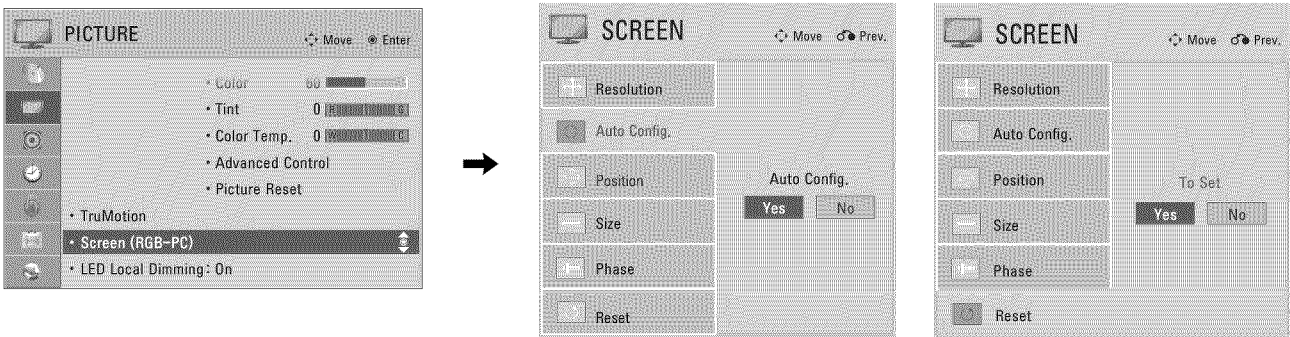 PICTURE
Move Enter
• Color 60
• Tint 0 R G
• Color Temp. 0 W C
• Advanced Control
• Picture Reset
• TruMotion
• Screen (RGB-PC)
• LED Local Dimming: On
SCREEN
Move Prev.
Resolution
Auto Config.
Position
Size
Phase
Reset
Auto Config.
Yes No
SCREEN
Move Prev.
Resolution
Auto Config.
Position
Size
Phase
Reset
To Set
Yes No